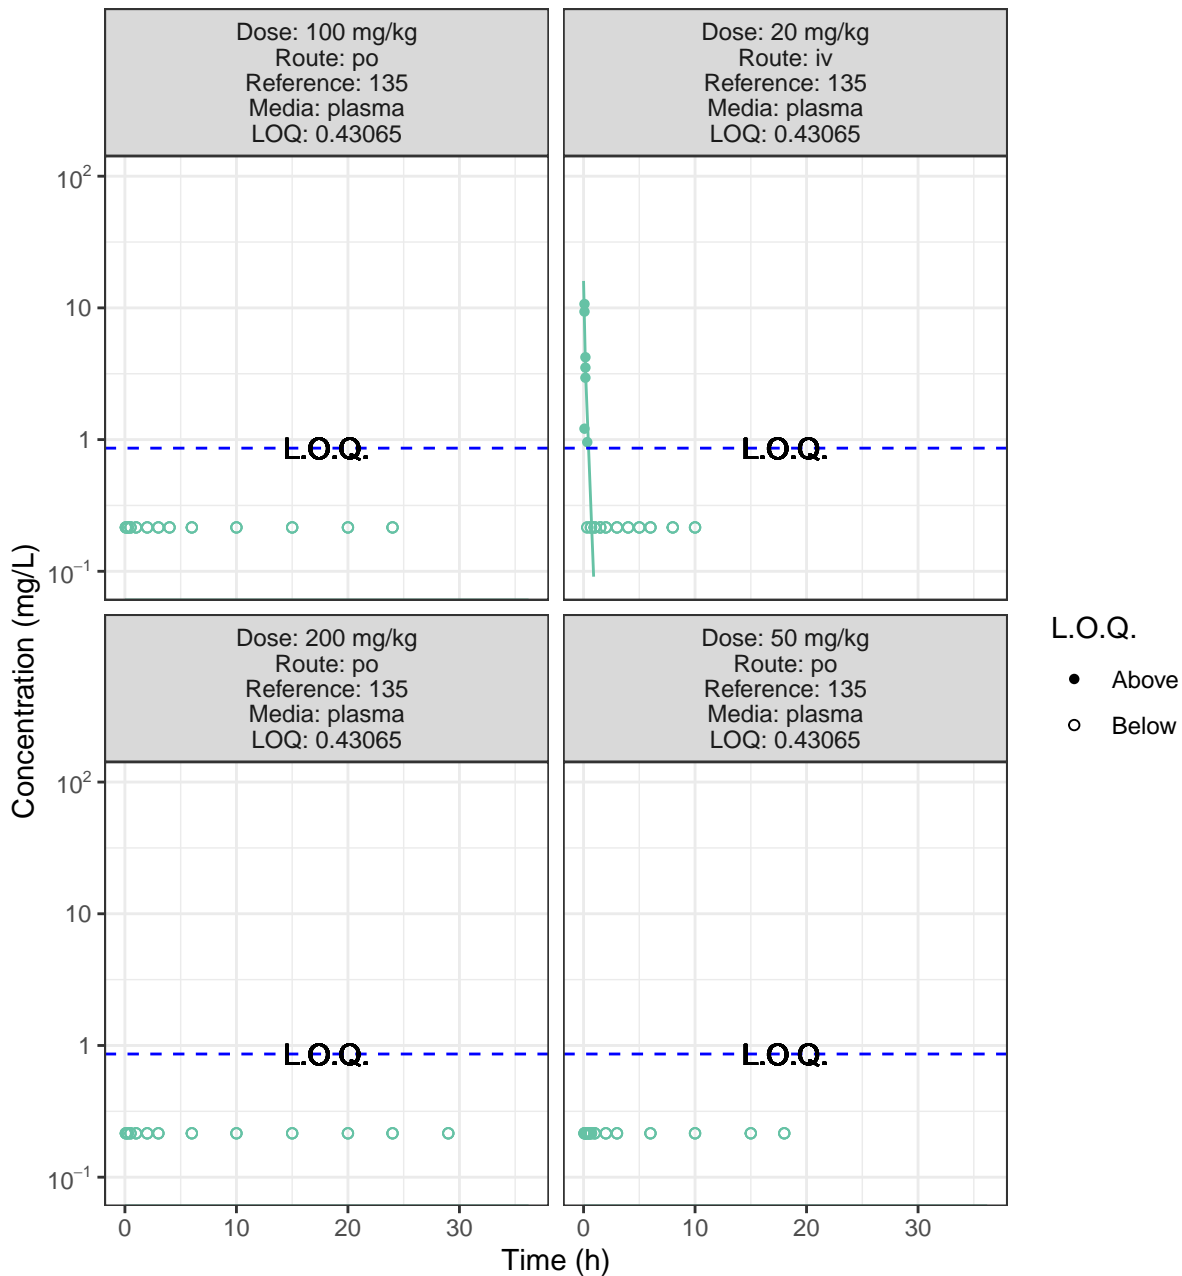 Dose: 100 mg/kg
Route: po
Reference: 135
Media: plasma
LOQ: 0.43065
Dose: 20 mg/kg
Route: iv
Reference: 135
Media: plasma
LOQ: 0.43065
10²
10
1
10⁻¹
L.O.Q.
L.O.Q.
Dose: 200 mg/kg
Route: po
Reference: 135
Media: plasma
LOQ: 0.43065
Dose: 50 mg/kg
Route: po
Reference: 135
Media: plasma
LOQ: 0.43065
10²
10
1
10⁻¹
L.O.Q.
L.O.Q.
0 10 20 30
0 10 20 30
Time (h)
Concentration (mg/L)
L.O.Q.
Above
Below